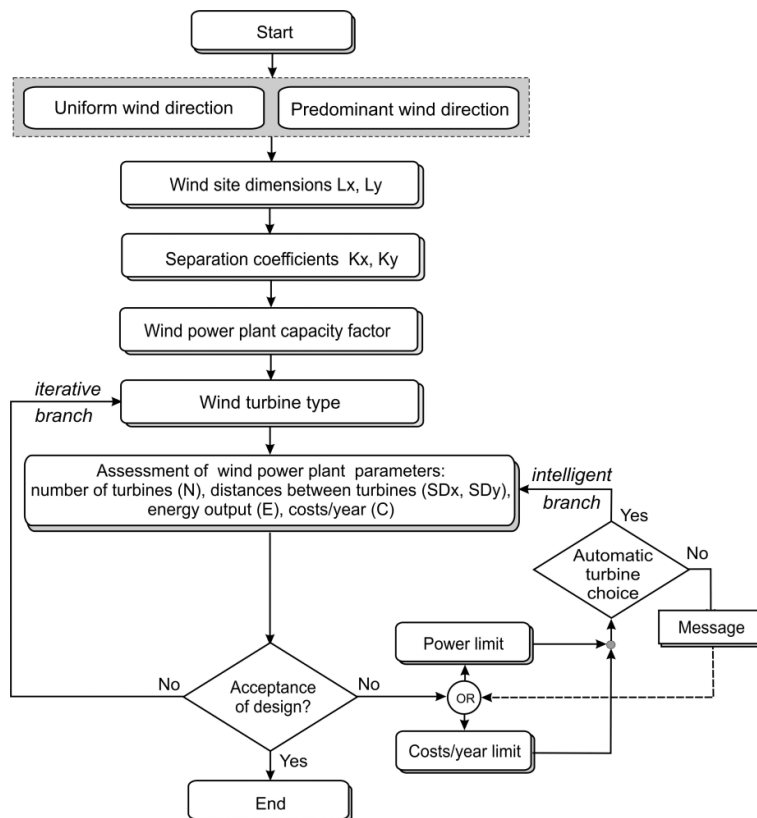 Start
Uniform wind direction
Predominant wind direction
Wind site dimensions Lx, Ly
Separation coefficients Kx, Ky
Wind power plant capacity factor
iterative
branch
Wind turbine type
Assessment of wind power plant parameters:
number of turbines (N), distances between turbines (SDx, SDy),
energy output (E), costs/year (C)
intelligent
branch
Yes
Automatic
turbine
choice
No
Message
Power limit
No
Acceptance
of design?
No
OR
Costs/year limit
Yes
End